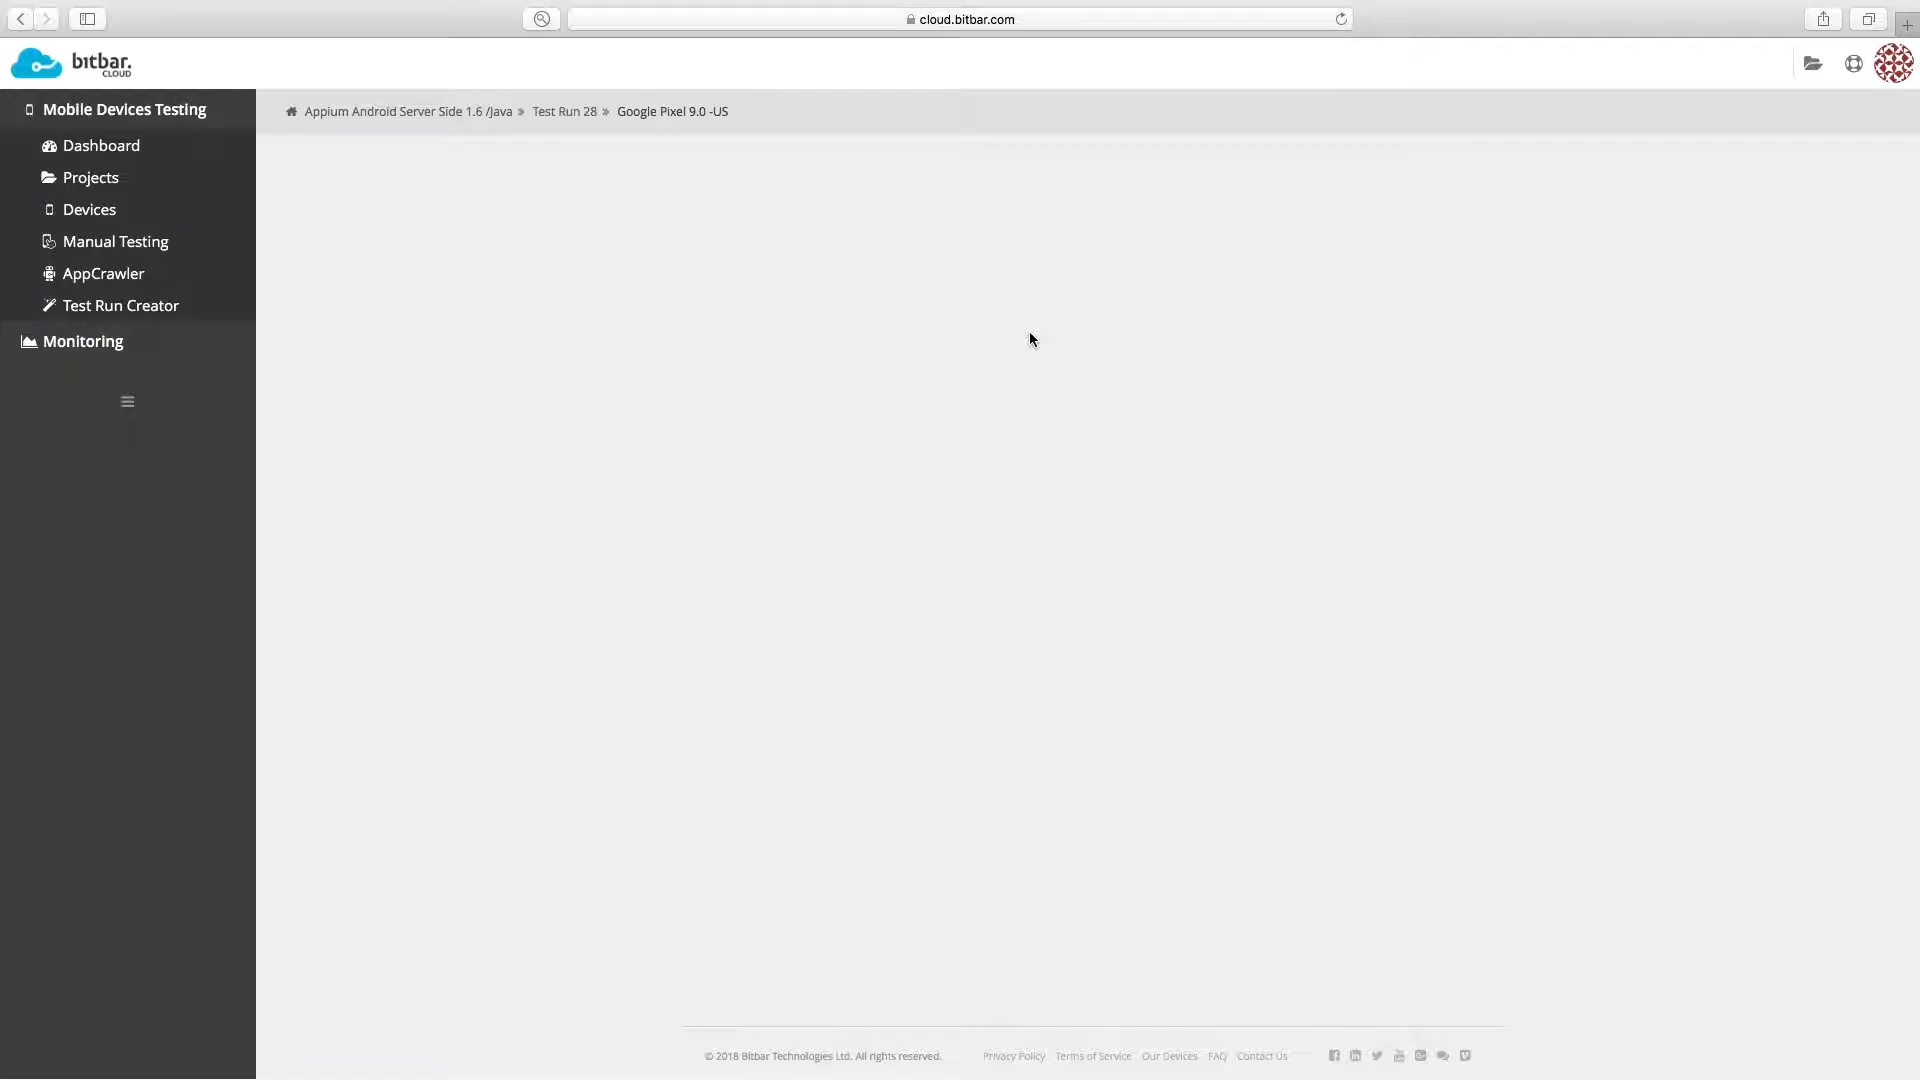 cloud.bitbar.com
bitbar.
CLOUD
Mobile Devices Testing
Appium Android Server Side 1.6 /Java » Test Run 28 » Google Pixel 9.0 -US
Dashboard
Projects
Devices
Manual Testing
AppCrawler
Test Run Creator
Monitoring
© 2018 Bitbar Technologies Ltd. All rights reserved. Privacy Policy Terms of Service Our Devices FAQ Contact Us